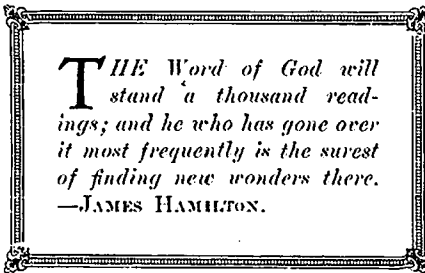 THE Word of God will
stand a thousand read-
ings; and he who has gone over
it most frequently is the surest
of finding new wonders there.
—JAMES HAMILTON.